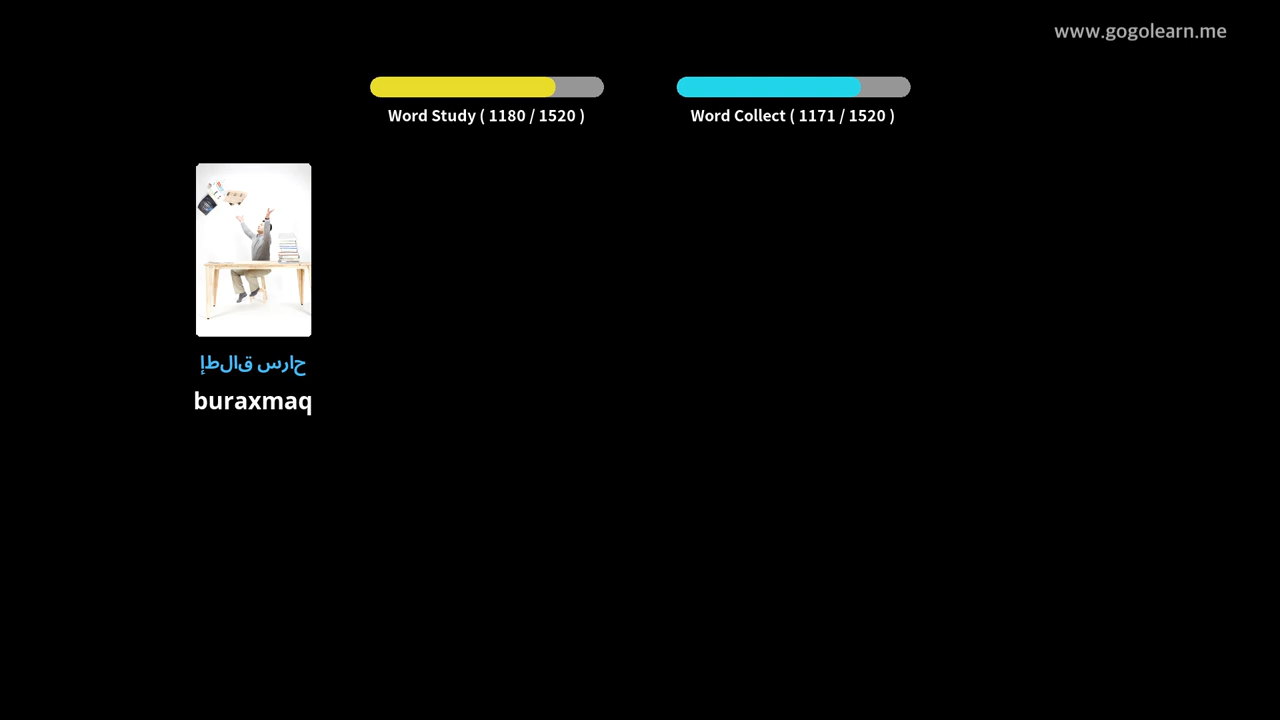 www.gogolearn.me
Word Study ( 1180 / 1520 )
Word Collect ( 1171 / 1520 )
حارس قالطإ
buraxmaq